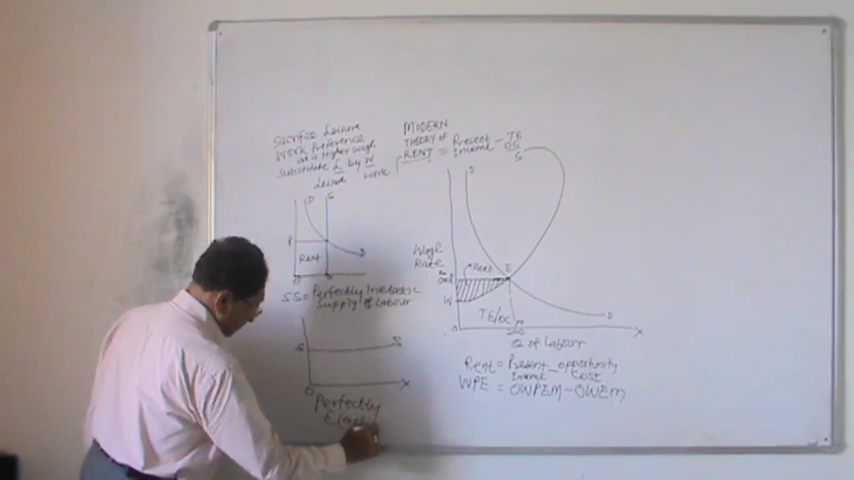 Sacrifice Leisure
Work Preference
at a Higher Wage
Substitute L by W
Leisure Work
MODERN
THEORY of
RENT = Present Income - TE
OC
D
S
P
Rent
D
O
SS = Perfectly Inelastic
Supply of Labour
S
S
O
X
Perfectly
D
S
Wage
Rate
Rent
E
W
TE/OC
D
X
Q of Labour
Rent = Present Income - opportunity cost
WPE = OWPEM - OWEM